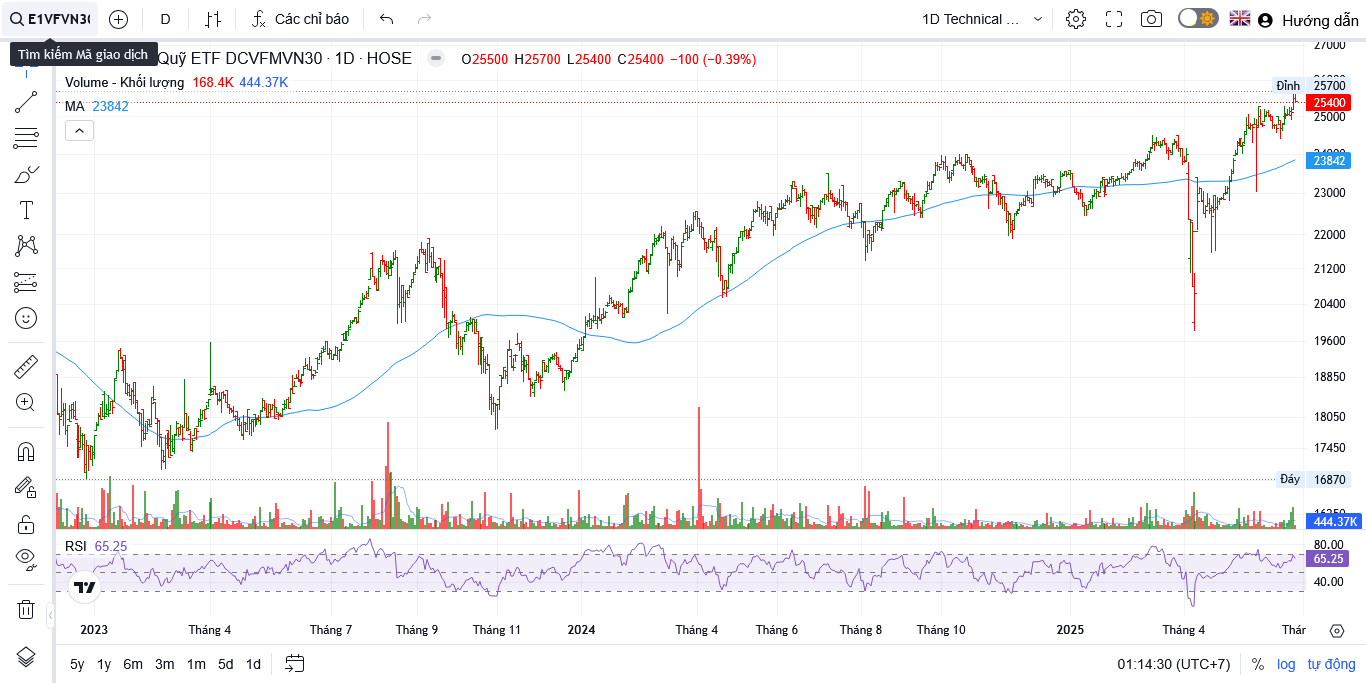 E1VFVN30 D Các chỉ báo 1D Technical ... Hướng dẫn
Tìm kiếm Mã giao dịch
Quỹ ETF DCVFMVN30 · 1D · HOSE O25500 H25700 L25400 C25400 −100 (−0.39%)
Volume - Khối lượng 168.4K 444.37K
MA 23842
27000
Đỉnh 25700
25400
25000
23842
23000
22000
21200
20400
19600
18850
18050
17450
Đáy 16870
444.37K
RSI 65.25
80.00
65.25
40.00
2023 Tháng 4 Tháng 7 Tháng 9 Tháng 11 2024 Tháng 4 Tháng 6 Tháng 8 Tháng 10 2025 Tháng 4 Thár
5y 1y 6m 3m 1m 5d 1d 01:14:30 (UTC+7) % log tự động